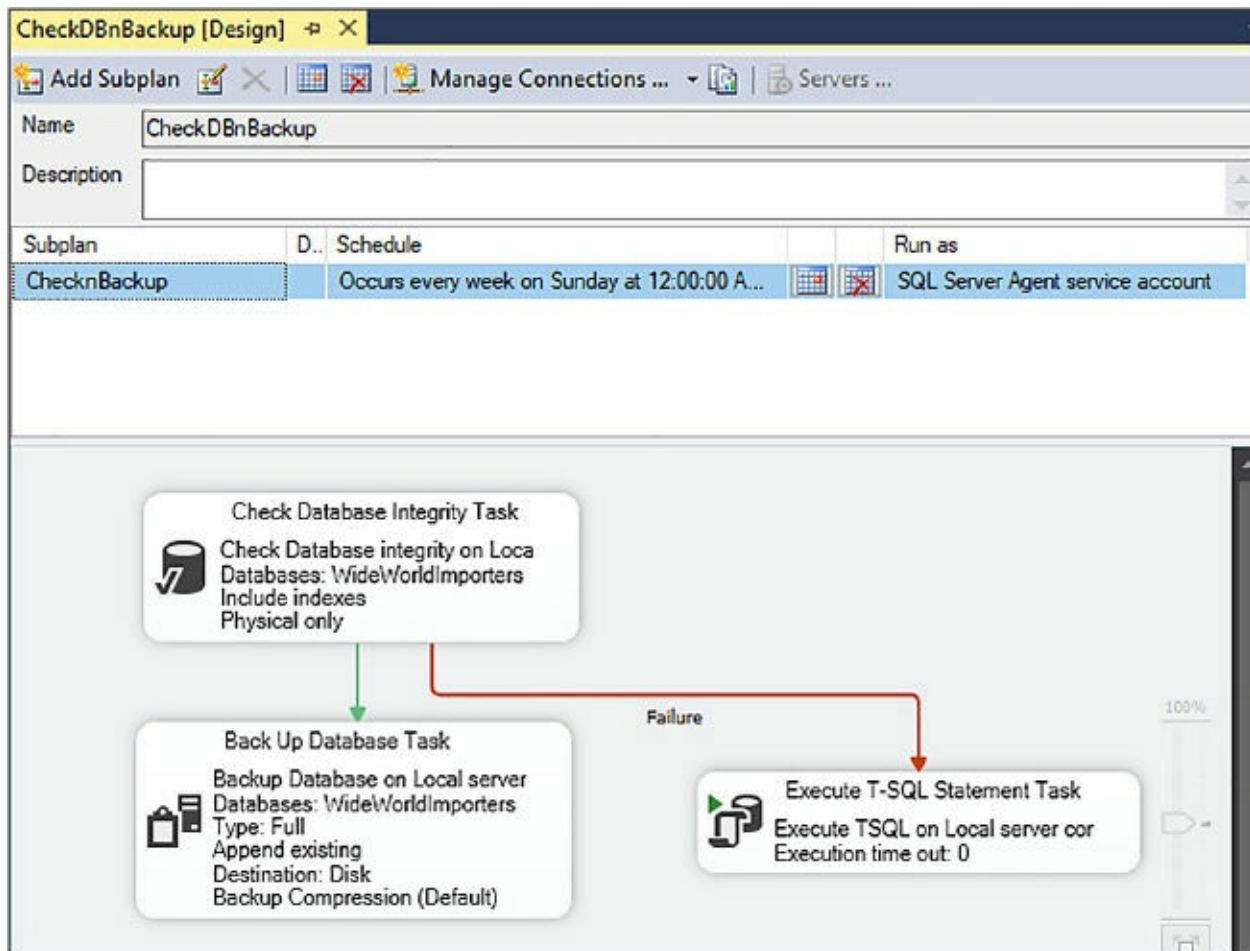 CheckDBnBackup [Design]
Add Subplan Manage Connections ... Servers ...
Name CheckDBnBackup
Description
Subplan D.. Schedule Run as
ChecknBackup Occurs every week on Sunday at 12:00:00 A... SQL Server Agent service account
Check Database Integrity Task
Check Database integrity on Loca
Databases: WideWorldImporters
Include indexes
Physical only
Failure
100%
Back Up Database Task
Backup Database on Local server
Databases: WideWorldImporters
Type: Full
Append existing
Destination: Disk
Backup Compression (Default)
Execute T-SQL Statement Task
Execute TSQL on Local server cor
Execution time out: 0